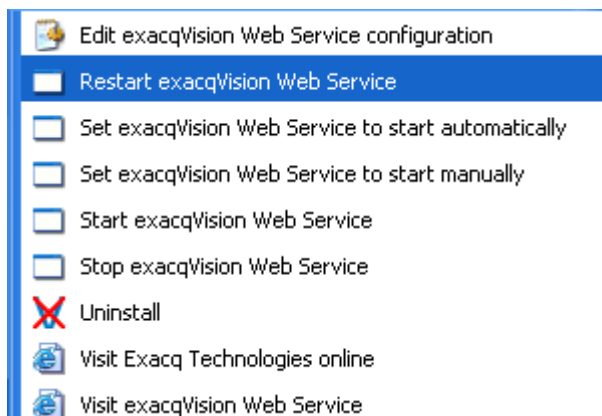 Edit exacqVision Web Service configuration
Restart exacqVision Web Service
Set exacqVision Web Service to start automatically
Set exacqVision Web Service to start manually
Start exacqVision Web Service
Stop exacqVision Web Service
Uninstall
Visit Exacq Technologies online
Visit exacqVision Web Service